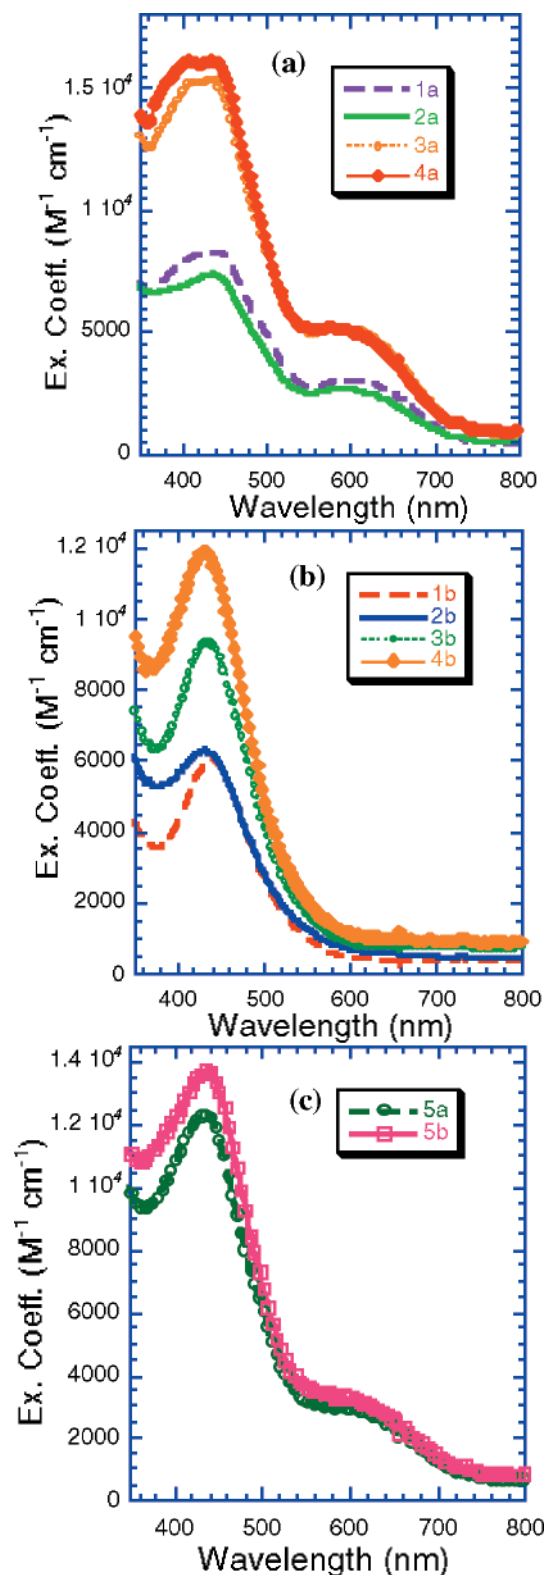 (a)
1a
2a
3a
4a
Ex. Coeff. (M⁻¹ cm⁻¹)
1.5 10⁴
1 10⁴
5000
0
400 500 600 700 800
Wavelength (nm)
(b)
1b
2b
3b
4b
Ex. Coeff. (M⁻¹ cm⁻¹)
1.2 10⁴
1 10⁴
8000
6000
4000
2000
0
400 500 600 700 800
Wavelength (nm)
(c)
5a
5b
Ex. Coeff. (M⁻¹ cm⁻¹)
1.4 10⁴
1.2 10⁴
1 10⁴
8000
6000
4000
2000
0
400 500 600 700 800
Wavelength (nm)